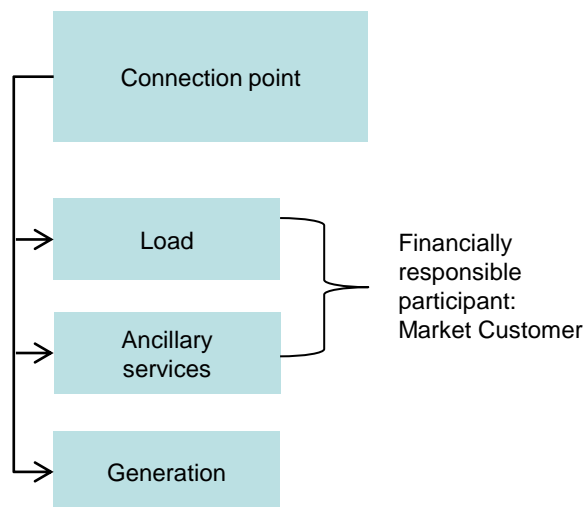 Connection point
Load
Ancillary
services
Financially
responsible
participant:
Market Customer
Generation